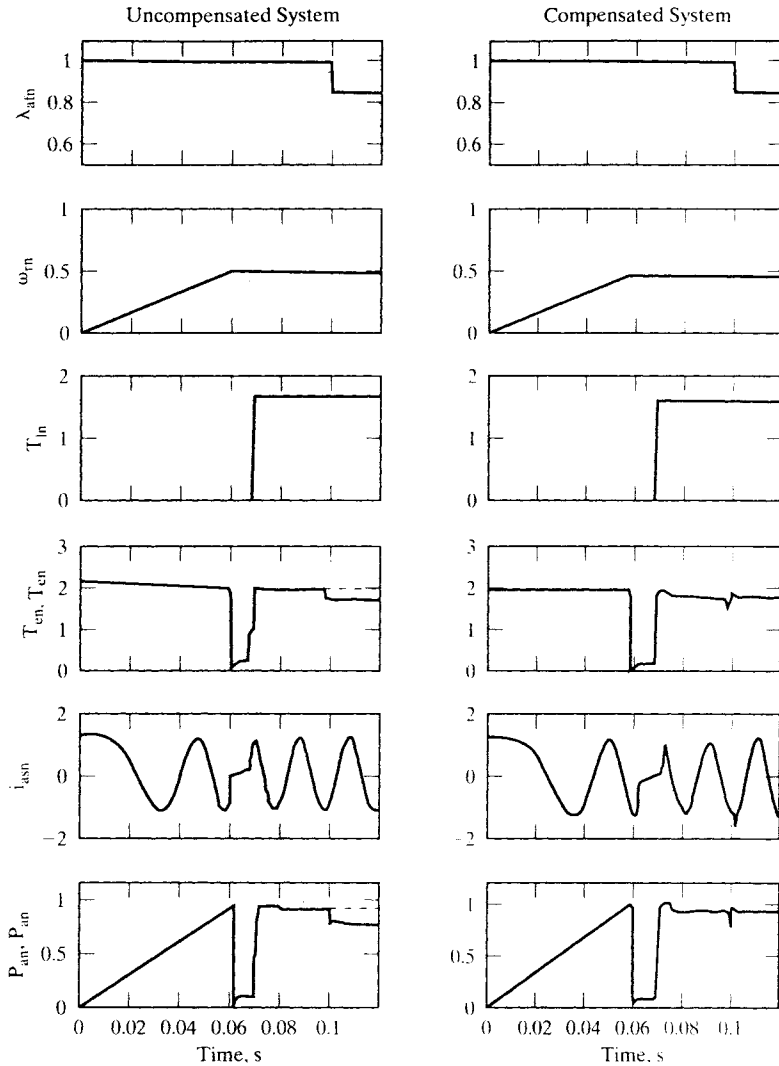 Uncompensated System Compensated System
1 1
0.8 0.8
0.6 0.6
λafn
1 1
0.5 0.5
0 0
ωrn
2 2
1 1
0 0
Tln
3 3
2 2
1 1
0 0
Ten, Ten
2 2
0 0
−2 −2
iasn
1 1
0.5 0.5
0
Pan, Pan
0 0.02 0.04 0.06 0.08 0.1 0 0.02 0.04 0.06 0.08 0.1
Time, s Time, s